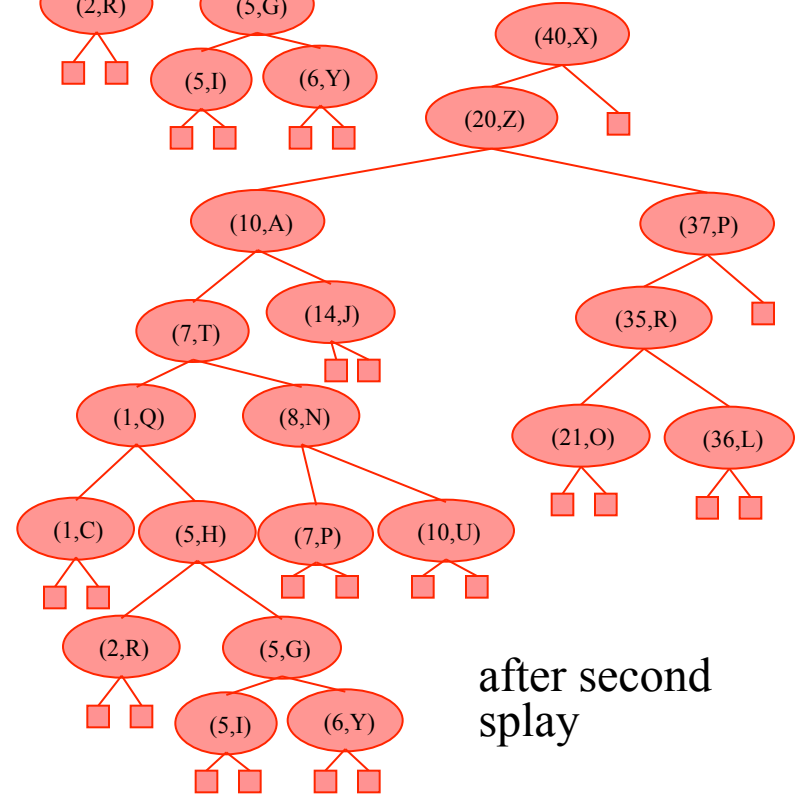 (2,R) (5,G)
(40,X)
(5,I) (6,Y)
(20,Z)
(10,A) (37,P)
(14,J) (35,R)
(7,T)
(1,Q) (8,N)
(21,O) (36,L)
(1,C) (5,H) (7,P) (10,U)
(2,R) (5,G)
after second
(5,I) (6,Y)
splay